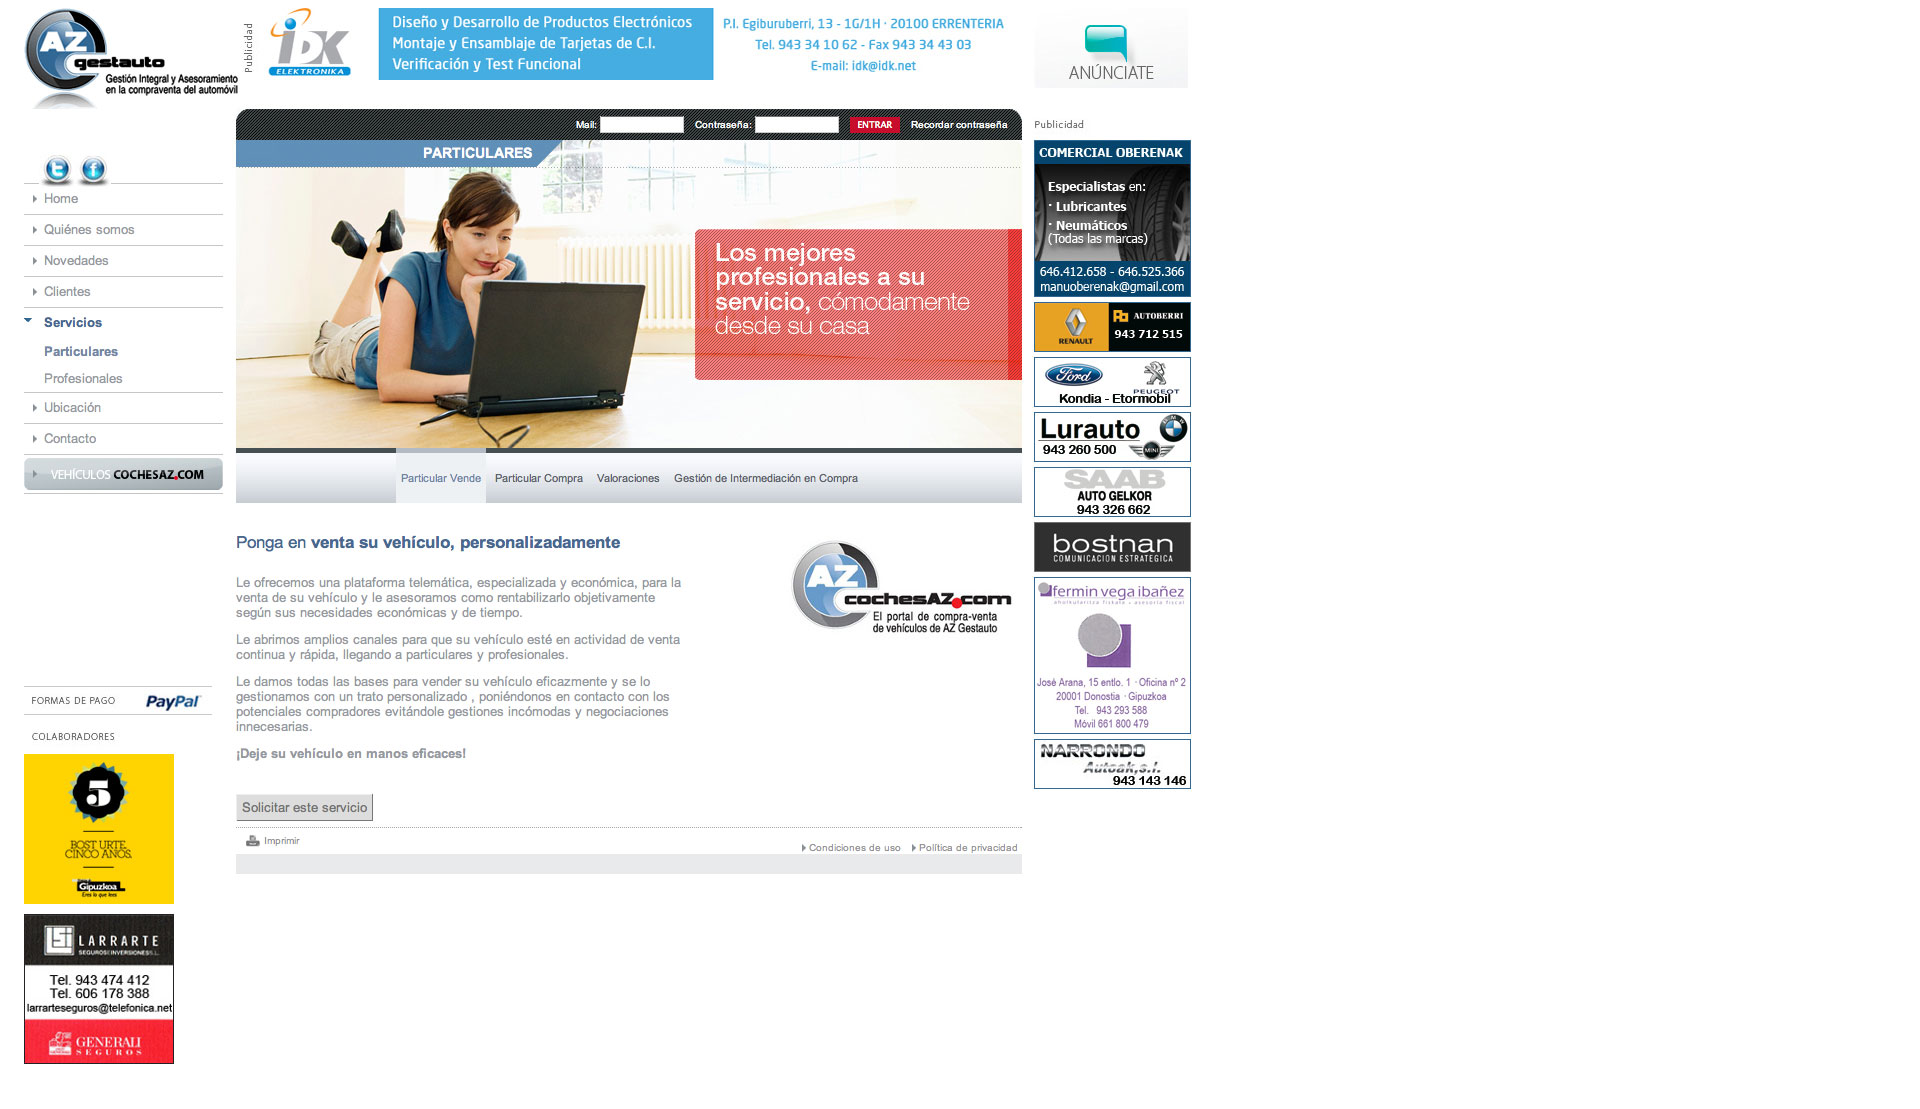 AZ
gestauto
Gestión Integral y Asesoramiento
en la compraventa del automóvil
Publicidad
iDK
ELEKTRONIKA
Diseño y Desarrollo de Productos Electrónicos
Montaje y Ensamblaje de Tarjetas de C.I.
Verificación y Test Funcional
P.I. Egiburuberri, 13 - 1G/1H · 20100 ERRENTERIA
Tel. 943 34 10 62 - Fax 943 34 43 03
E-mail: idk@idk.net
ANÚNCIATE
Mail:
Contraseña:
ENTRAR
Recordar contraseña
PARTICULARES
Los mejores
profesionales a su
servicio, cómodamente
desde su casa
Home
Quiénes somos
Novedades
Clientes
Servicios
Particulares
Profesionales
Ubicación
Contacto
VEHÍCULOS COCHESAZ.COM
Particular Vende
Particular Compra
Valoraciones
Gestión de Intermediación en Compra
Ponga en venta su vehículo, personalizadamente
Le ofrecemos una plataforma telemática, especializada y económica, para la
venta de su vehículo y le asesoramos como rentabilizarlo objetivamente
según sus necesidades económicas y de tiempo.
Le abrimos amplios canales para que su vehículo esté en actividad de venta
continua y rápida, llegando a particulares y profesionales.
Le damos todas las bases para vender su vehículo eficazmente y se lo
gestionamos con un trato personalizado , poniéndonos en contacto con los
potenciales compradores evitándole gestiones incómodas y negociaciones
innecesarias.
¡Deje su vehículo en manos eficaces!
AZ
cochesAZ.com
El portal de compra-venta
de vehículos de AZ Gestauto
Solicitar este servicio
Imprimir
Condiciones de uso
Política de privacidad
FORMAS DE PAGO
PayPal
COLABORADORES
5
BOST URTE
CINCO AÑOS.
Gipuzkoa
Eres lo que lees
LSI LARRARTE
SEGUROS E INVERSIONES S.L.
Tel. 943 474 412
Tel. 606 178 388
larrarteseguros@telefonica.net
GENERALI
SEGUROS
Publicidad
COMERCIAL OBERENAK
Especialistas en:
· Lubricantes
· Neumáticos
(Todas las marcas)
646.412.658 - 646.525.366
manuoberenak@gmail.com
RENAULT
AUTOBERRI
943 712 515
Ford
PEUGEOT
Kondia - Etormobil
Lurauto
943 260 500
MINI
SAAB
AUTO GELKOR
943 326 662
bostnan
COMUNICACION ESTRATEGICA
fermin vega ibañez
aholkularitza fiskala - asesoria fiscal
José Arana, 15 entlo. 1 · Oficina nº 2
20001 Donostia · Gipuzkoa
Tel. 943 293 588
Móvil 661 800 479
NARRONDO
Autoak,s.l.
943 143 146